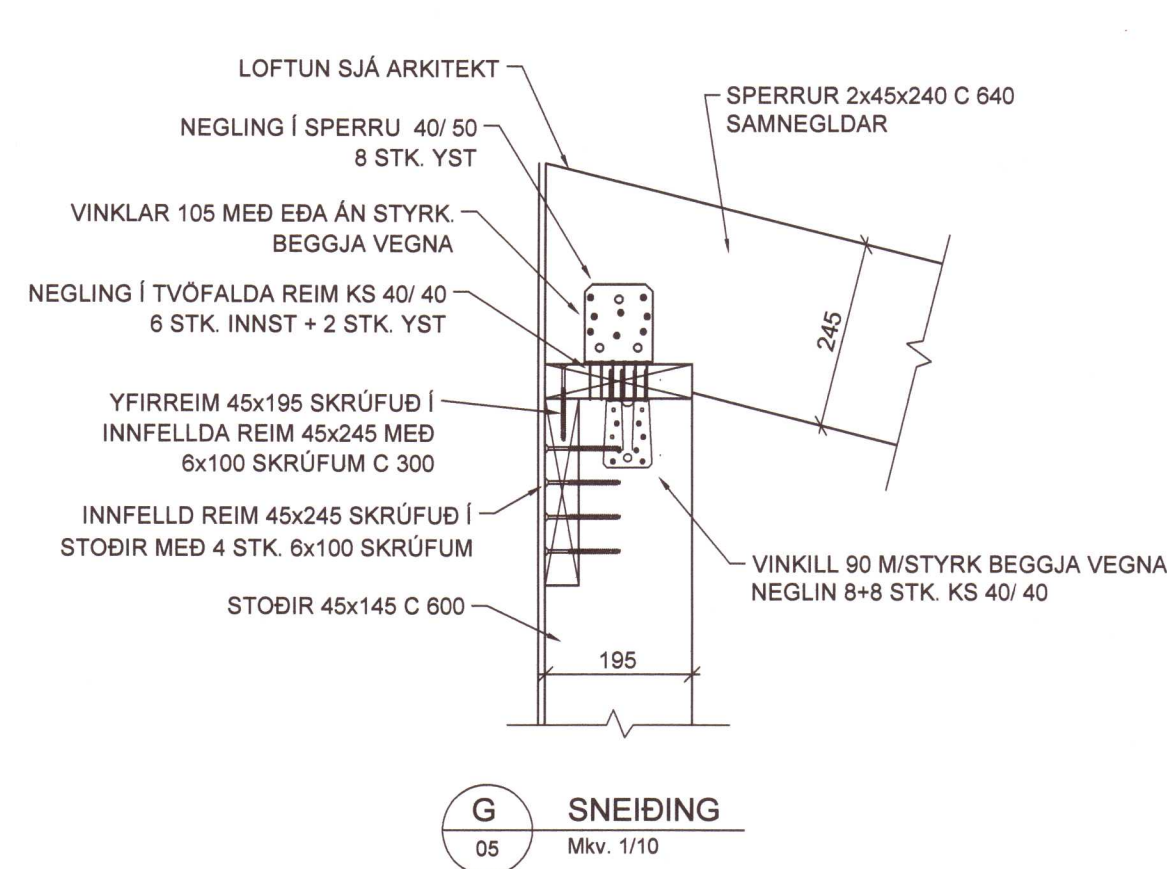 LOFTUN SJÁ ARKITEKT
NEGLING Í SPERRU 40/ 50
8 STK. YST
VINKLAR 105 MEÐ EÐA ÁN STYRK.
BEGGJA VEGNA
NEGLING Í TVÖFALDA REIM KS 40/ 40
6 STK. INNST + 2 STK. YST
YFIRREIM 45x195 SKRÚFUÐ Í
INNFELLDA REIM 45x245 MEÐ
6x100 SKRÚFUM C 300
INNFELLD REIM 45x245 SKRÚFUÐ Í
STOÐIR MEÐ 4 STK. 6x100 SKRÚFUM
STOÐIR 45x145 C 600
SPERRUR 2x45x240 C 640
SAMNEGLDAR
245
VINKILL 90 M/STYRK BEGGJA VEGNA
NEGLIN 8+8 STK. KS 40/ 40
195
G
05
SNEIÐING
Mkv. 1/10